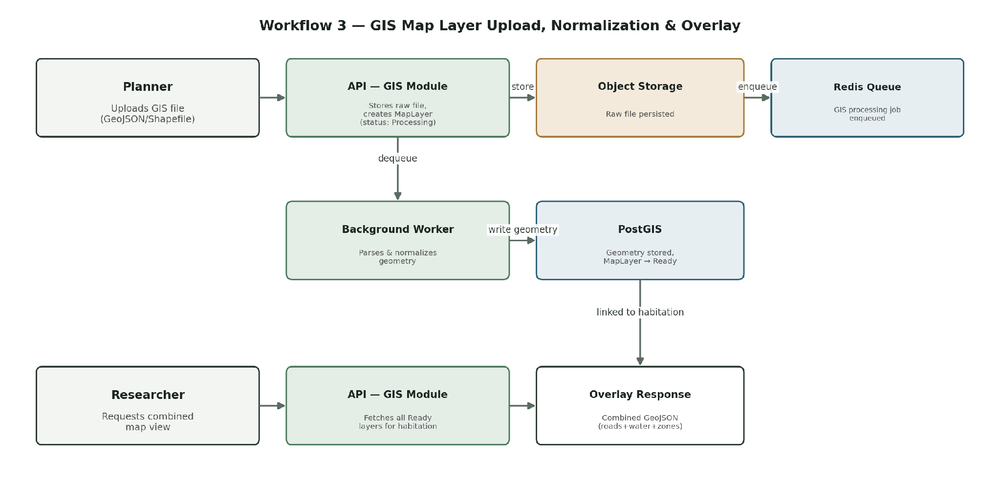 Workflow 3 — GIS Map Layer Upload, Normalization & Overlay
Planner
Uploads GIS file
(GeoJSON/Shapefile)
API — GIS Module
Stores raw file,
creates MapLayer
(status: Processing)
store
Object Storage
Raw file persisted
enqueue
Redis Queue
GIS processing job
enqueued
dequeue
Background Worker
Parses & normalizes
geometry
write geometry
PostGIS
Geometry stored,
MapLayer → Ready
linked to habitation
Researcher
Requests combined
map view
API — GIS Module
Fetches all Ready
layers for habitation
Overlay Response
Combined GeoJSON
(roads+water+zones)